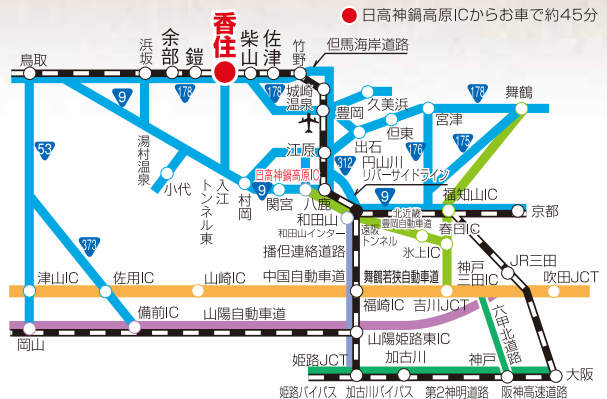 日高神鍋高原ICからお車で約45分
鳥取
浜坂
余部
鎧
香住
柴山
佐津
竹野
但馬海岸道路
9
178
178
城崎温泉
豊岡
久美浜
178
舞鶴
宮津
但東
出石
176
175
53
湯村温泉
小代
入江トンネル東
村岡
江原
312
円山川
リバーサイドライン
日高神鍋高原IC
9
関宮
八鹿
9
福知山IC
京都
和田山
和田山インター
北近畿
豊岡自動車道
遠阪
トンネル
春日IC
氷上IC
373
播但連絡道路
津山IC
佐用IC
山崎IC
中国自動車道
舞鶴若狭自動車道
神戸
三田IC
JR三田
吹田JCT
備前IC
山陽自動車道
福崎IC
吉川JCT
岡山
山陽姫路東IC
六甲北道路
姫路JCT
加古川
神戸
大阪
姫路バイパス
加古川バイパス
第2神明道路
阪神高速道路